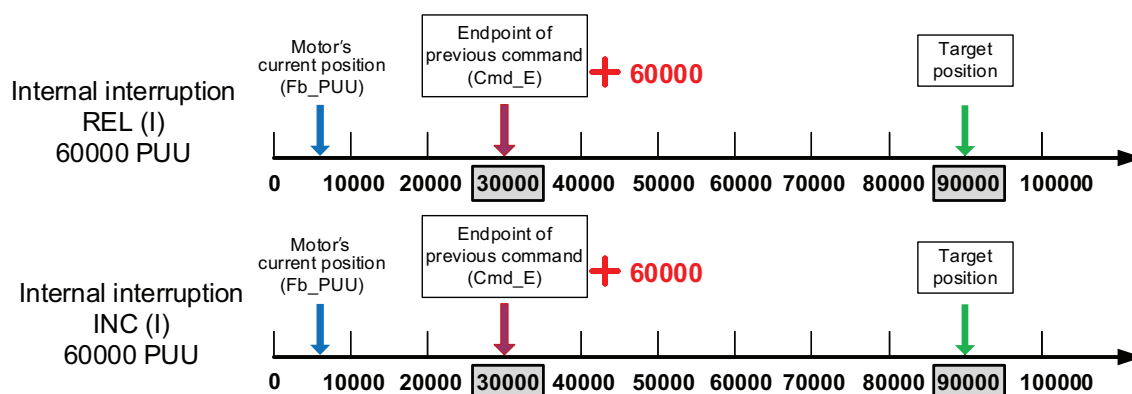 Internal interruption
REL (I)
60000 PUU
Motor's
current position
(Fb_PUU)
Endpoint of
previous command
(Cmd_E)
+ 60000
Target
position
0 10000 20000 30000 40000 50000 60000 70000 80000 90000 100000
Internal interruption
INC (I)
60000 PUU
Motor's
current position
(Fb_PUU)
Endpoint of
previous command
(Cmd_E)
+ 60000
Target
position
0 10000 20000 30000 40000 50000 60000 70000 80000 90000 100000